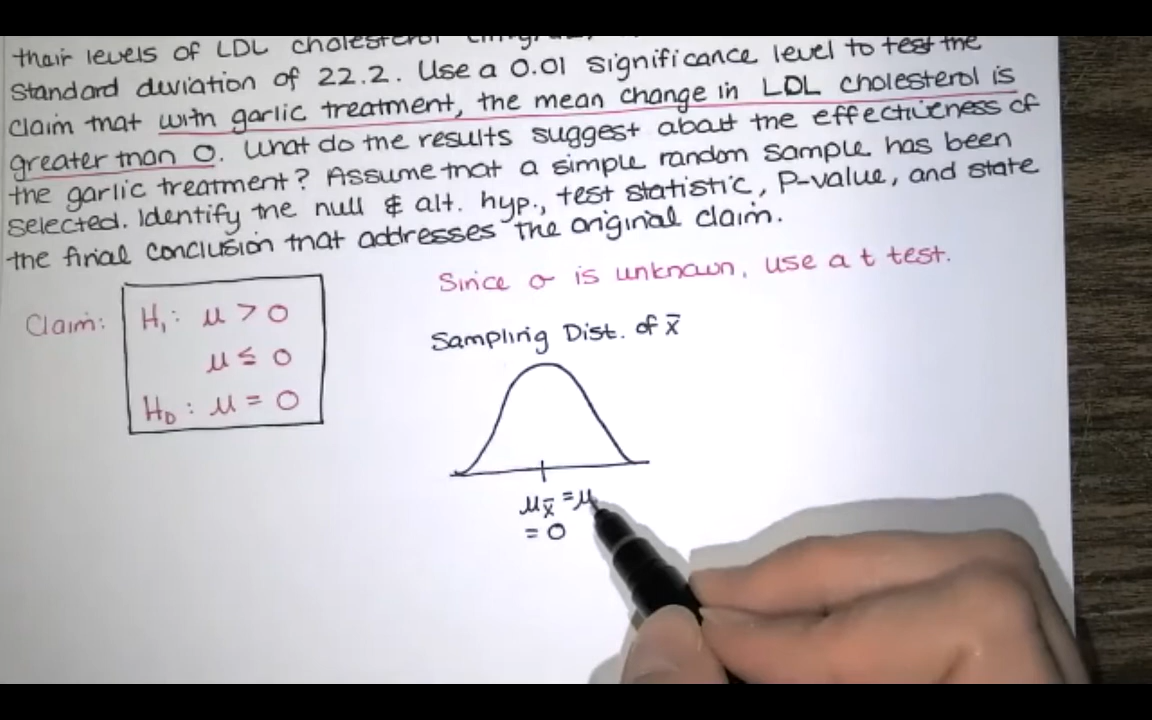 their levels of LDL cholesterol
standard deviation of 22.2. Use a 0.01 significance level to test the
claim that with garlic treatment, the mean change in LDL cholesterol is
greater than 0. What do the results suggest about the effectiveness of
the garlic treatment? Assume that a simple random sample has been
selected. Identify the null & alt. hyp., test statistic, P-value, and state
the final conclusion that addresses the original claim.
Since σ is unknown, use a t test.
Claim: H₁: μ > 0
μ ≤ 0
H₀: μ = 0
Sampling Dist. of x̄
μx̄ = μ
= 0